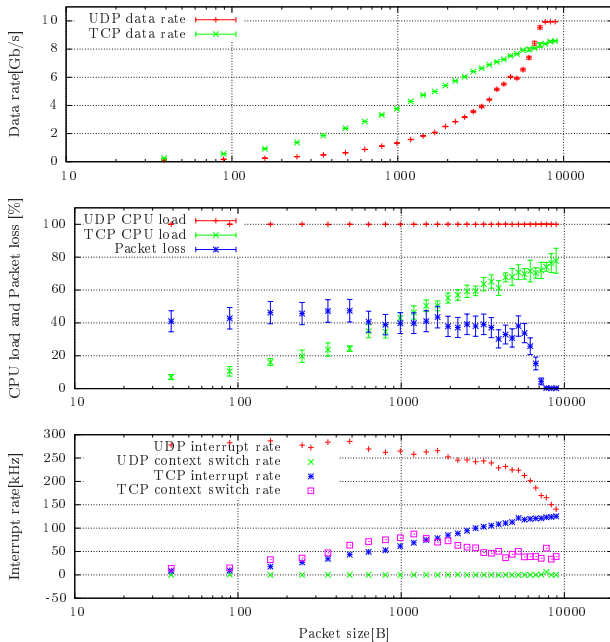 Data rate[Gb/s]
10
8
6
4
2
0
UDP data rate
TCP data rate
10
100
1000
10000
CPU load and Packet loss [%]
100
80
60
40
20
0
UDP CPU load
TCP CPU load
Packet loss
10
100
1000
10000
Interrupt rate[kHz]
300
250
200
150
100
50
0
-50
UDP interrupt rate
UDP context switch rate
TCP interrupt rate
TCP context switch rate
10
100
1000
10000
Packet size[B]